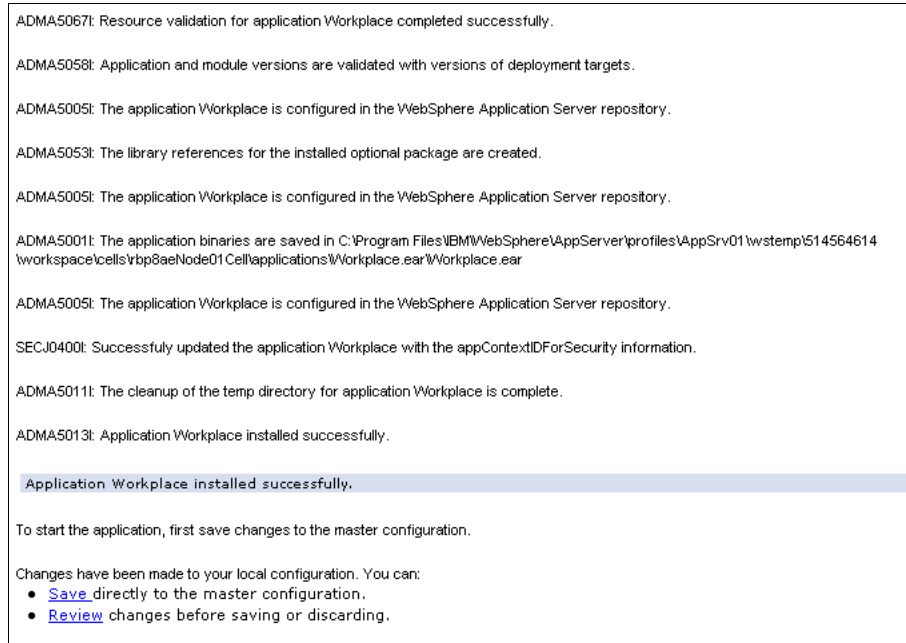 ADMA5067I: Resource validation for application Workplace completed successfully.
ADMA5058I: Application and module versions are validated with versions of deployment targets.
ADMA5005I: The application Workplace is configured in the WebSphere Application Server repository.
ADMA5053I: The library references for the installed optional package are created.
ADMA5005I: The application Workplace is configured in the WebSphere Application Server repository.
ADMA5001I: The application binaries are saved in C:\Program Files\IBM\WebSphere\AppServer\profiles\AppSrv01\wstemp\514564614
\workspace\cells\rbp8aeNode01Cell\applications\Workplace.ear\Workplace.ear
ADMA5005I: The application Workplace is configured in the WebSphere Application Server repository.
SECJ0400I: Successfuly updated the application Workplace with the appContextIDForSecurity information.
ADMA5011I: The cleanup of the temp directory for application Workplace is complete.
ADMA5013I: Application Workplace installed successfully.
Application Workplace installed successfully.
To start the application, first save changes to the master configuration.
Changes have been made to your local configuration. You can:
• Save directly to the master configuration.
• Review changes before saving or discarding.